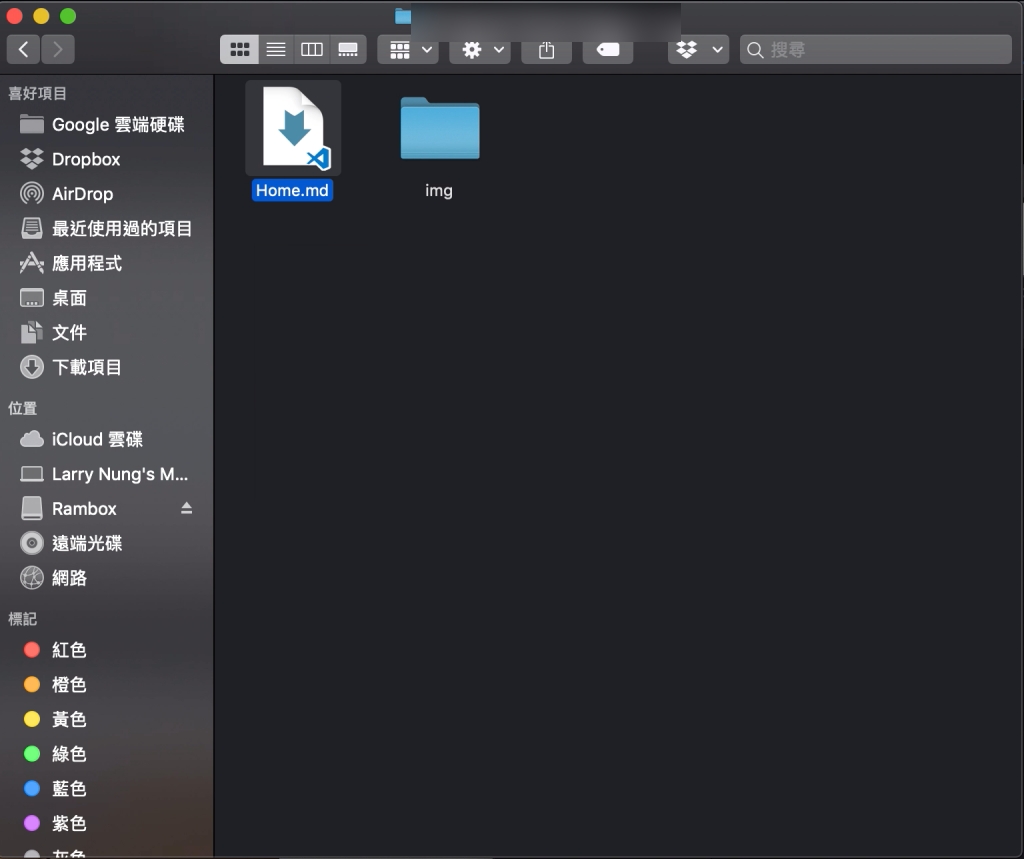 搜尋
喜好項目
Google 雲端硬碟
Dropbox
AirDrop
最近使用過的項目
應用程式
桌面
文件
下載項目
位置
iCloud 雲碟
Larry Nung's M...
Rambox
遠端光碟
網路
標記
紅色
橙色
黃色
綠色
藍色
紫色
灰色
Home.md
img